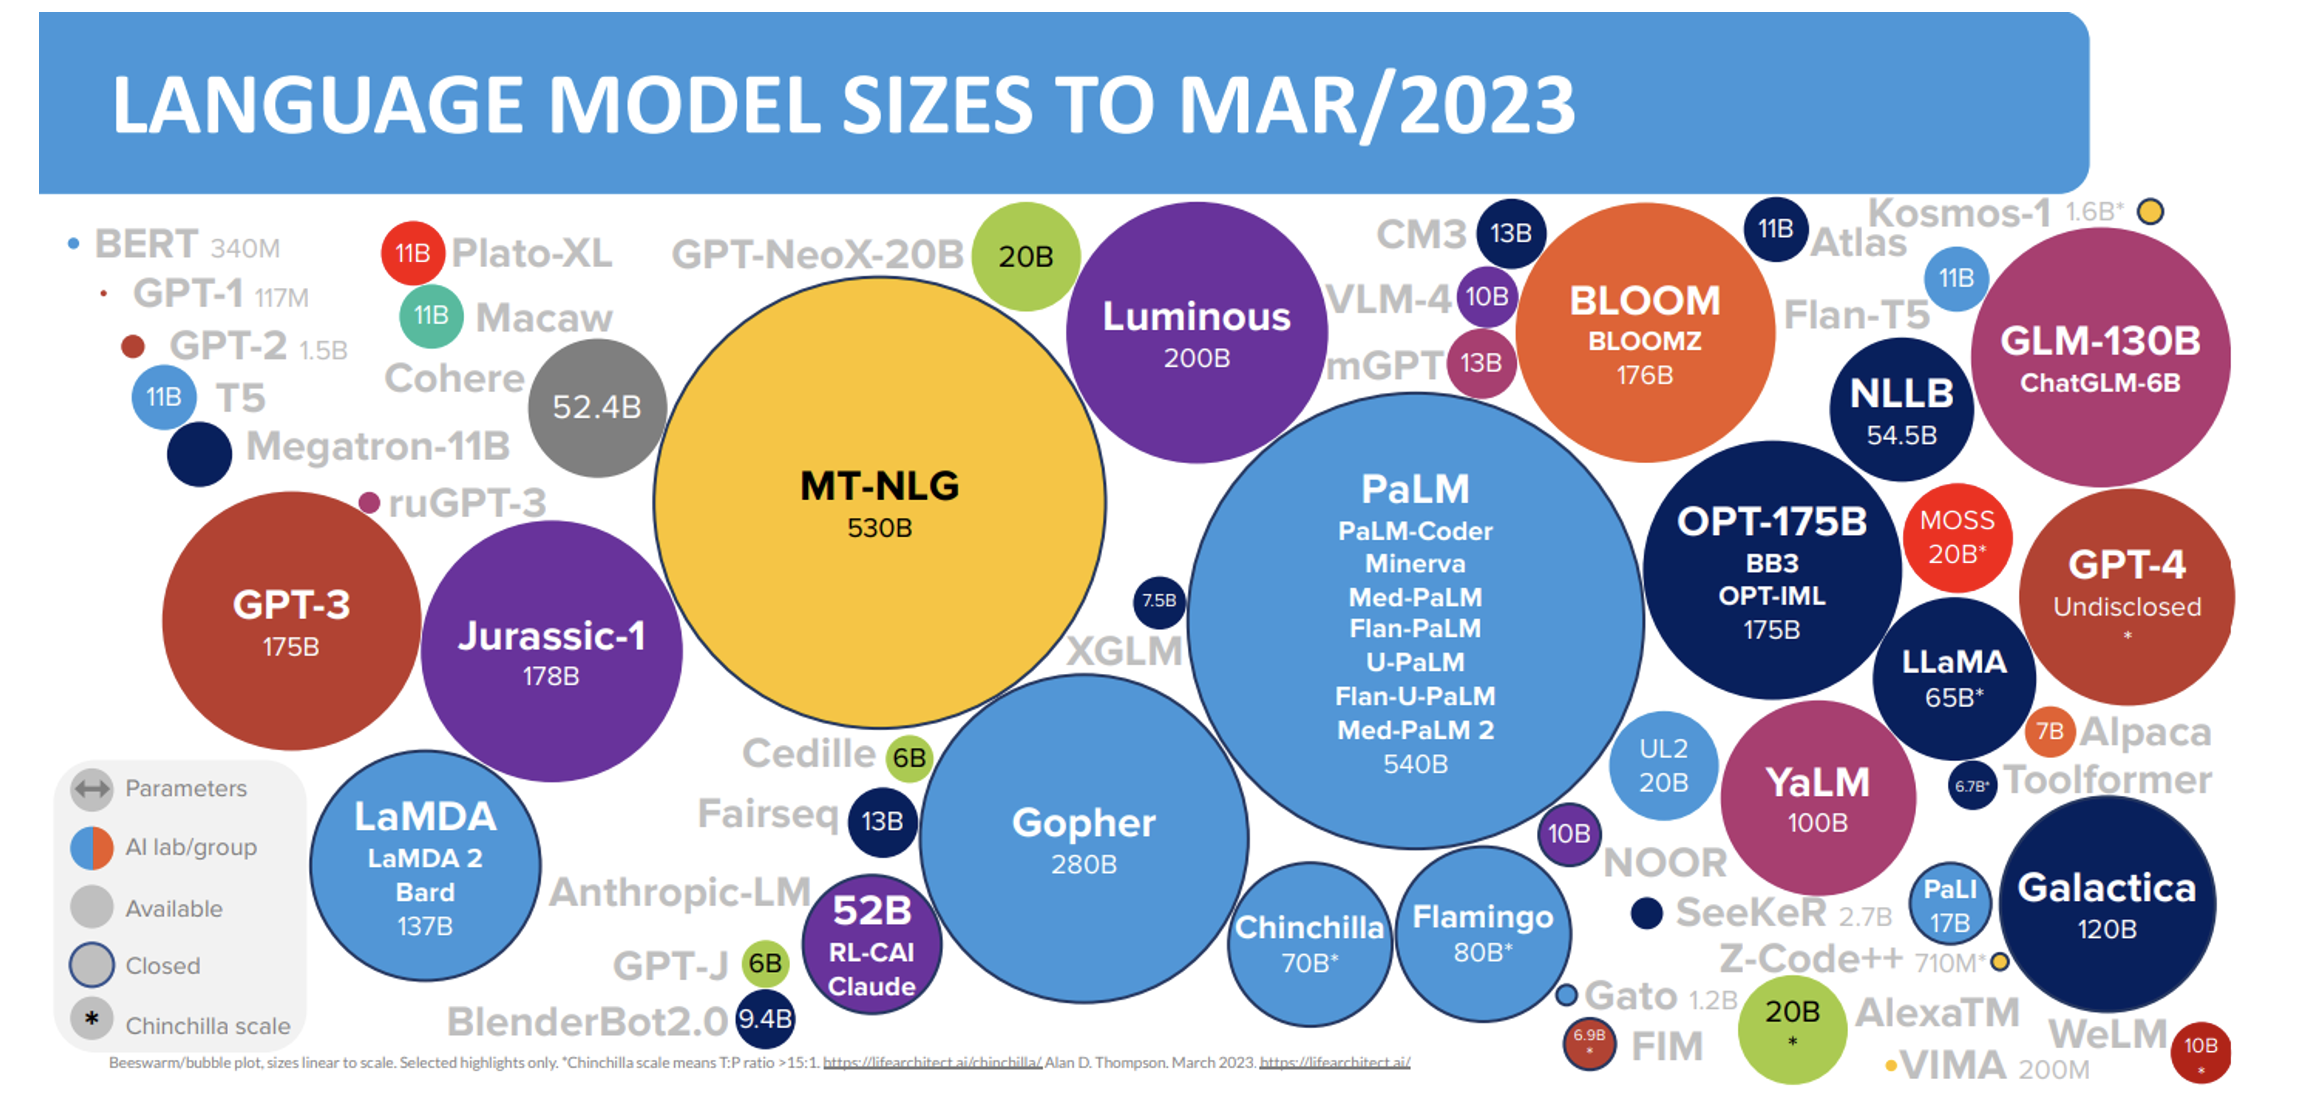 LANGUAGE MODEL SIZES TO MAR/2023
BERT 340M
GPT-1 117M
GPT-2 1.5B
11B T5
Megatron-11B
ruGPT-3
11B Plato-XL
11B Macaw
Cohere
52.4B
GPT-NeoX-20B 20B
MT-NLG
530B
Luminous
200B
CM3 13B
VLM-4 10B
mGPT 13B
BLOOM
BLOOMZ
176B
11B Atlas
Kosmos-1 1.6B*
11B
Flan-T5
GLM-130B
ChatGLM-6B
NLLB
54.5B
GPT-3
175B
Jurassic-1
178B
7.5B
XGLM
PaLM
PaLM-Coder
Minerva
Med-PaLM
Flan-PaLM
U-PaLM
Flan-U-PaLM
Med-PaLM 2
540B
OPT-175B
BB3
OPT-IML
175B
MOSS
20B*
GPT-4
Undisclosed
*
LLaMA
65B*
7B Alpaca
6.7B* Toolformer
UL2
20B
YaLM
100B
LaMDA
LaMDA 2
Bard
137B
Cedille 6B
Fairseq 13B
Anthropic-LM
52B
RL-CAI
Claude
GPT-J 6B
BlenderBot2.0 9.4B
Gopher
280B
Chinchilla
70B*
Flamingo
80B*
10B
NOOR
SeeKeR 2.7B
PaLI
17B
Galactica
120B
Z-Code++ 710M*
Gato 1.2B
6.9B
*
FIM
20B
*
AlexaTM
WeLM
10B
*
VIMA 200M
Parameters
AI lab/group
Available
Closed
* Chinchilla scale
Beeswarm/bubble plot, sizes linear to scale. Selected highlights only. *Chinchilla scale means T:P ratio >15:1. https://lifearchitect.ai/chinchilla/ Alan D. Thompson. March 2023. https://lifearchitect.ai/